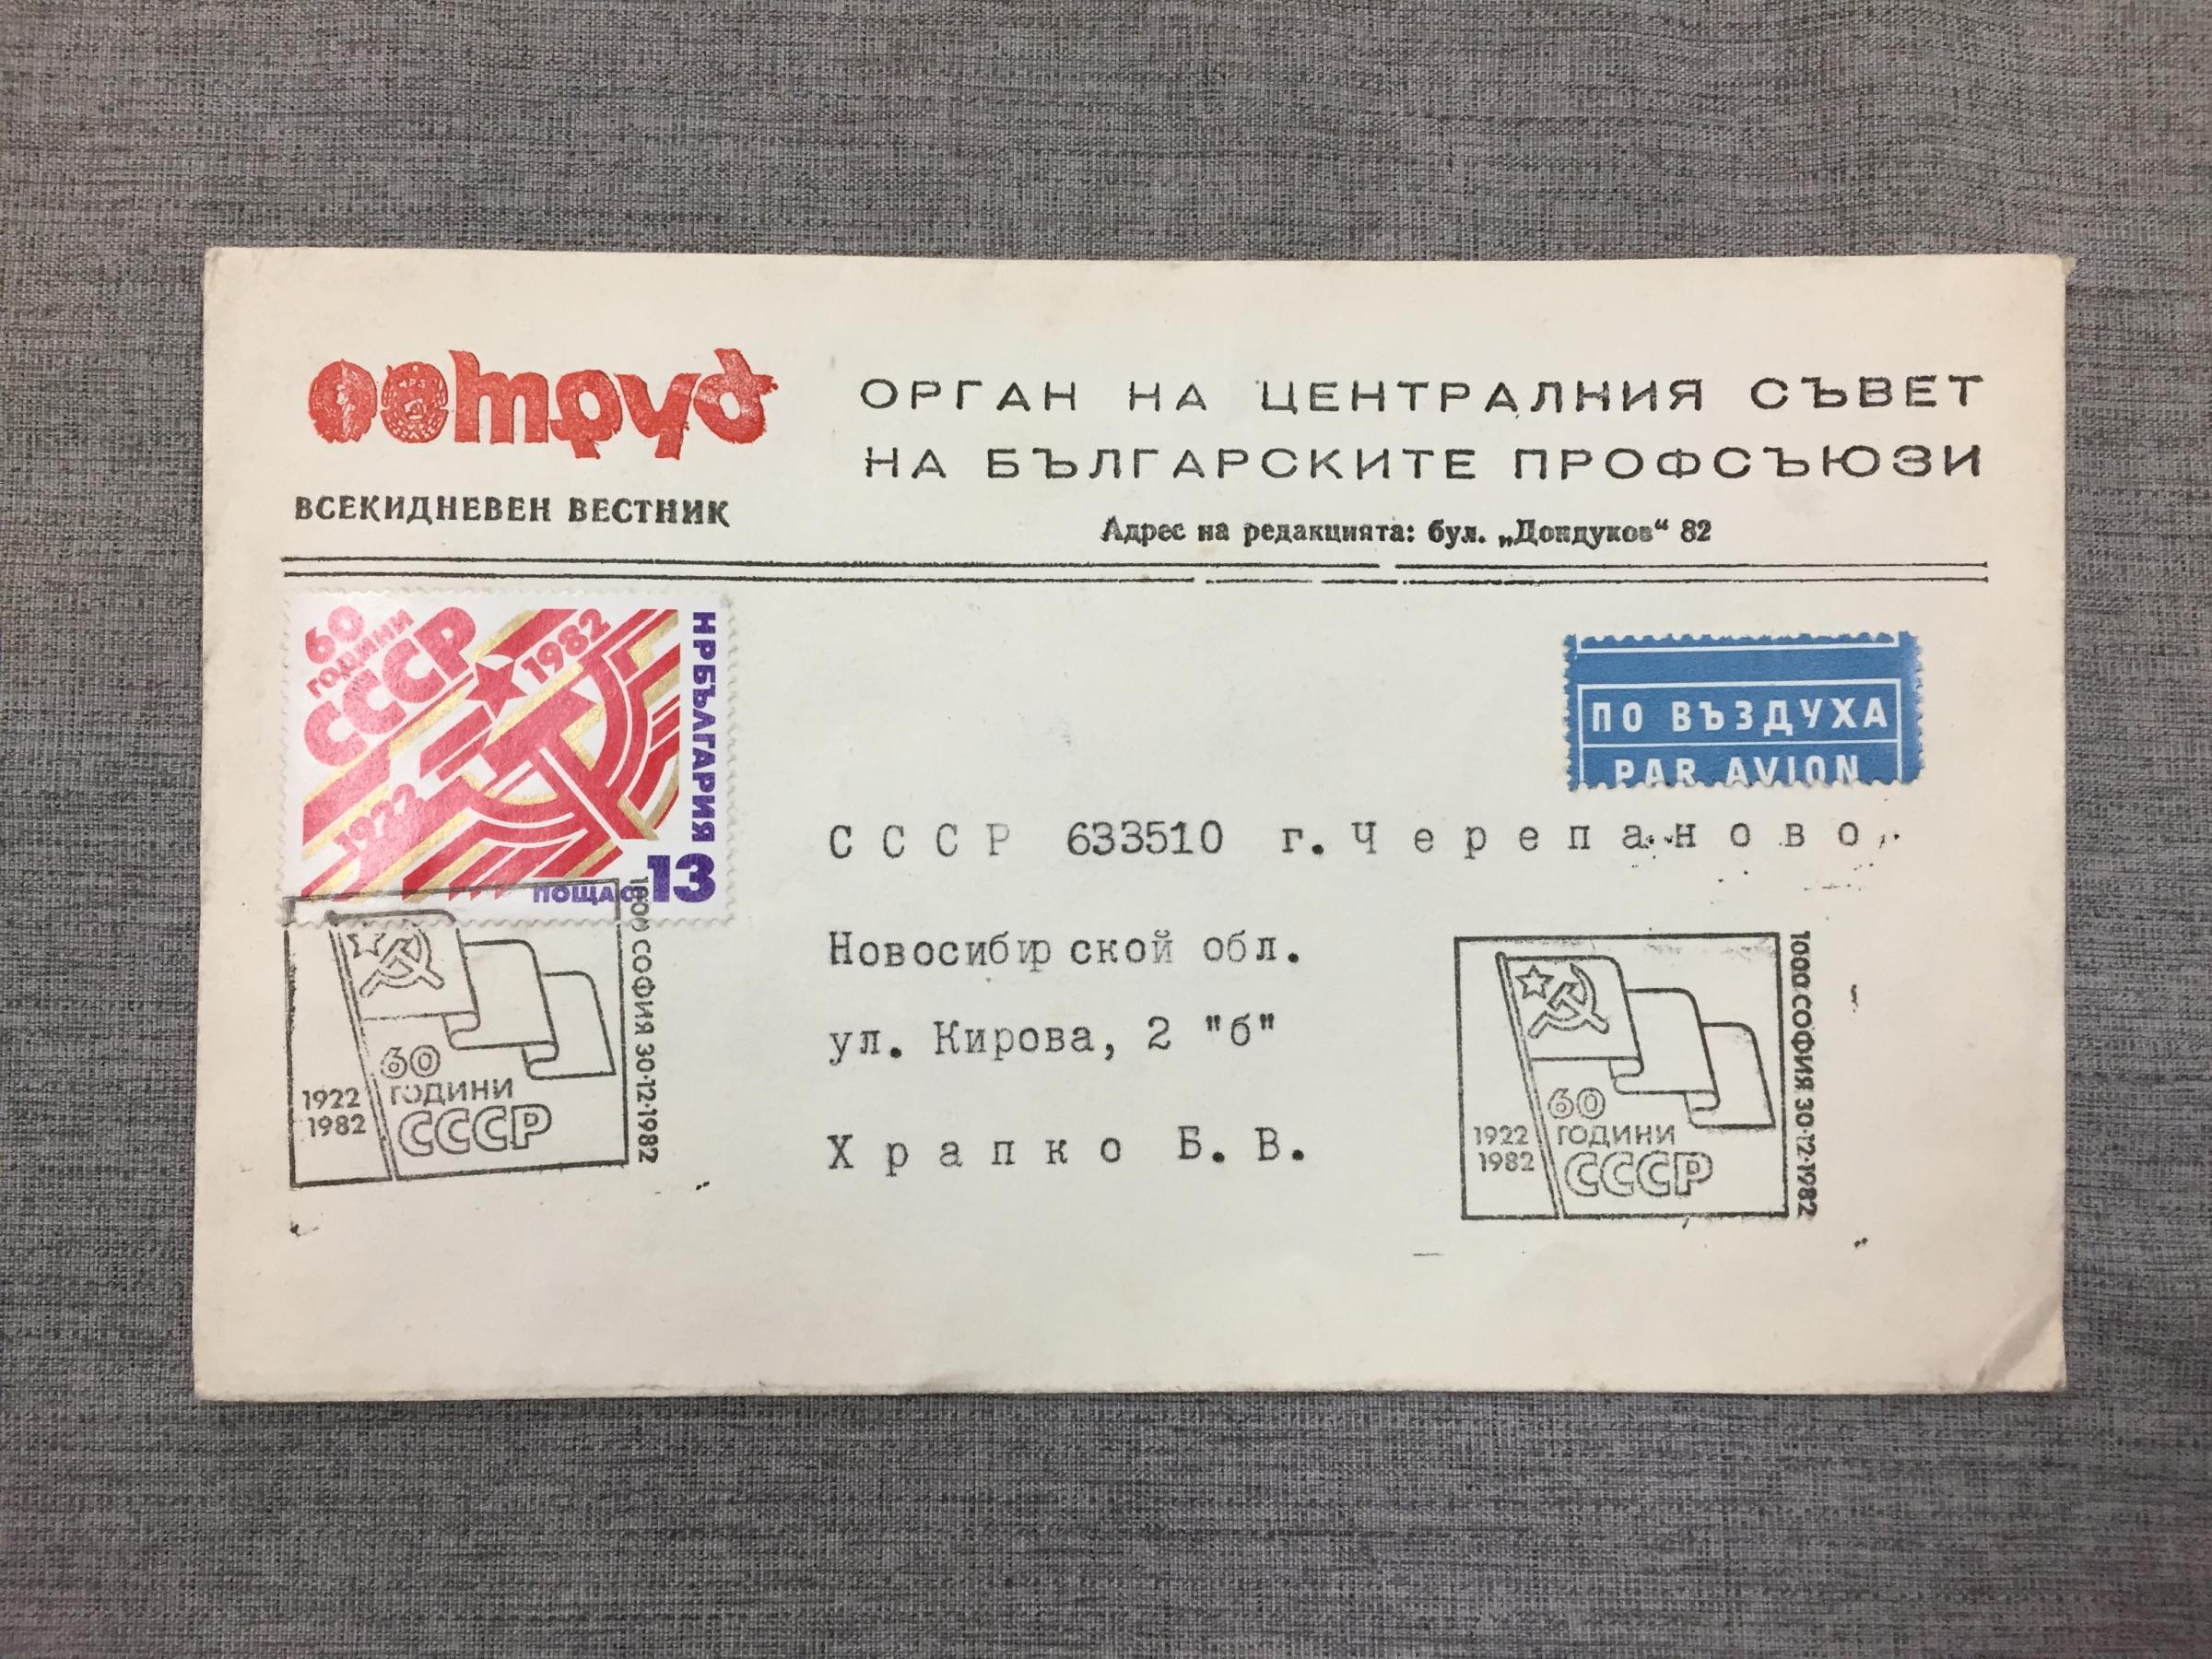 труд
ОРГАН НА ЦЕНТРАЛНИЯ СЪВЕТ
НА БЪЛГАРСКИТЕ ПРОФСЪЮЗИ
ВСЕКИДНЕВЕН ВЕСТНИК
Адрес на редакцията: бул. „Дондуков“ 82
60
ГОДИНИ
СССР
1982
1922
НРБЪЛГАРИЯ
ПОЩА
13
ПО ВЪЗДУХА
PAR AVION
СССР 633510 г. Черепаново,
Новосибирской обл.
ул. Кирова, 2 "б"
Храпко Б. В.
60
ГОДИНИ
СССР
1922
1982
1000 СОФИЯ 30·12·1982
60
ГОДИНИ
СССР
1922
1982
1000 СОФИЯ 30·12·1982